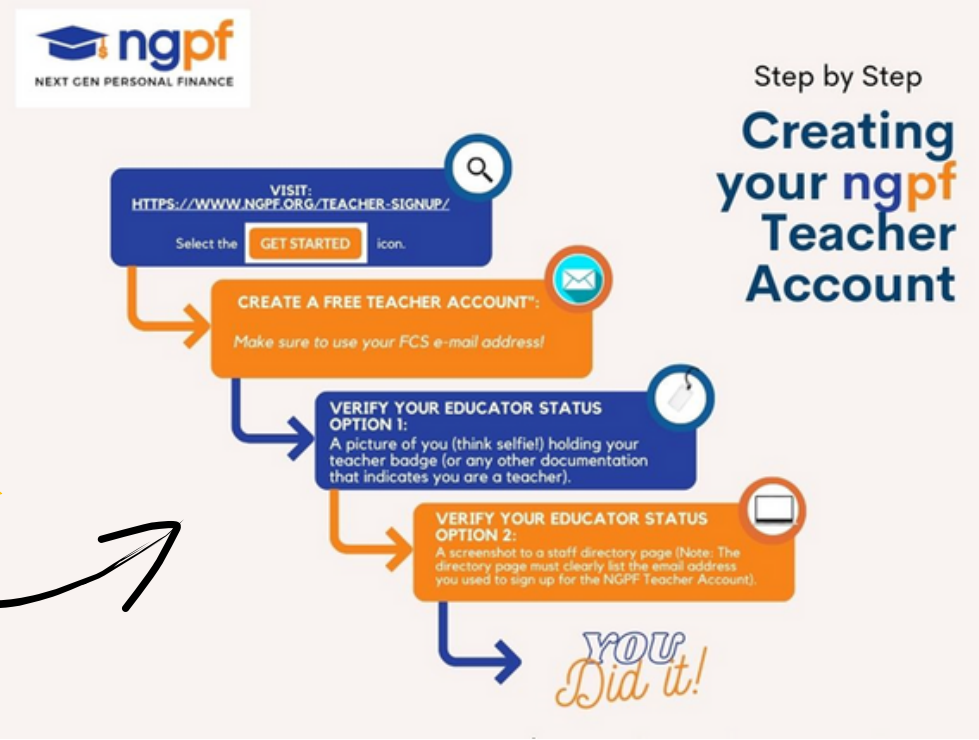 ngpf
NEXT GEN PERSONAL FINANCE
Step by Step
Creating
your ngpf
Teacher
Account
VISIT:
HTTPS://WWW.NGPF.ORG/TEACHER-SIGNUP/
Select the GET STARTED icon.
CREATE A FREE TEACHER ACCOUNT":
Make sure to use your FCS e-mail address!
VERIFY YOUR EDUCATOR STATUS
OPTION 1:
A picture of you (think selfie!) holding your
teacher badge (or any other documentation
that indicates you are a teacher).
VERIFY YOUR EDUCATOR STATUS
OPTION 2:
A screenshot to a staff directory page (Note: The
directory page must clearly list the email address
you used to sign up for the NGPF Teacher Account).
YOU
Did it!